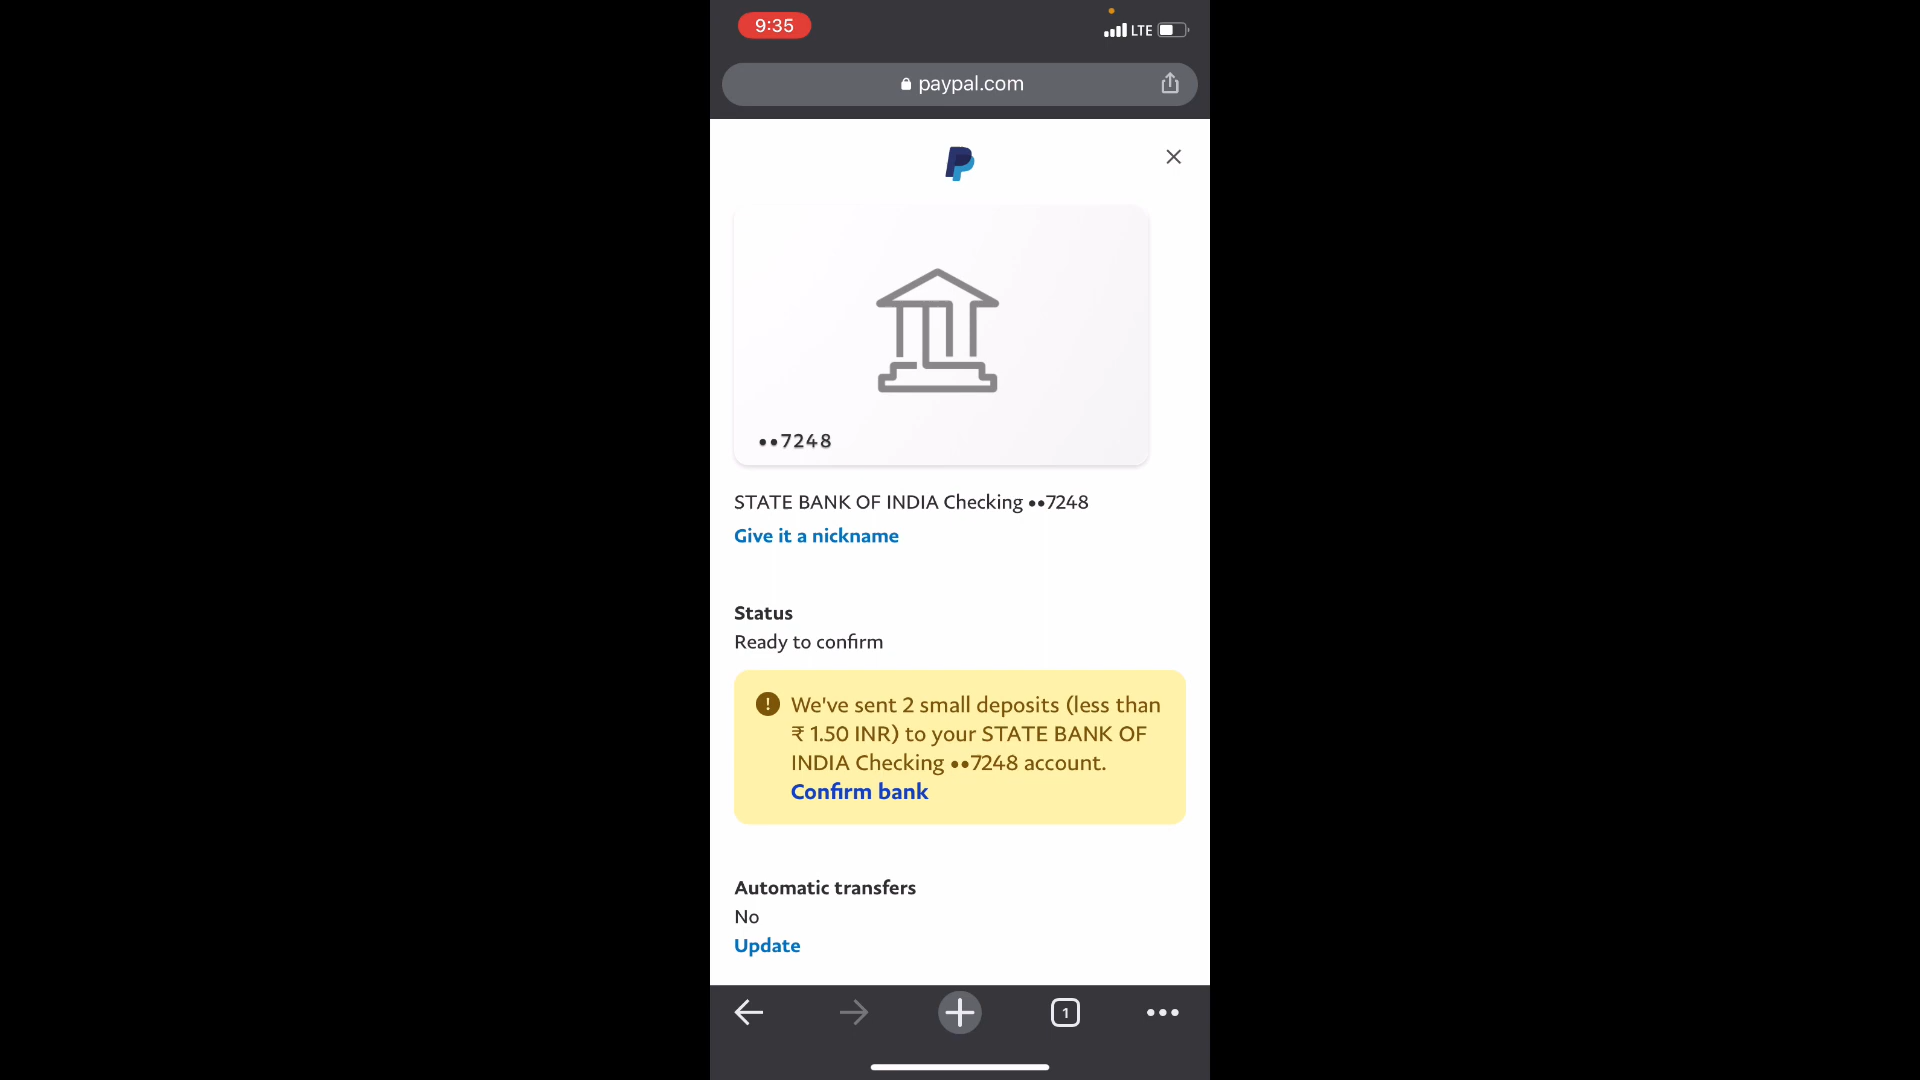 9:35
LTE
paypal.com
••7248
STATE BANK OF INDIA Checking ••7248
Give it a nickname
Status
Ready to confirm
We've sent 2 small deposits (less than
₹ 1.50 INR) to your STATE BANK OF
INDIA Checking ••7248 account.
Confirm bank
Automatic transfers
No
Update
1